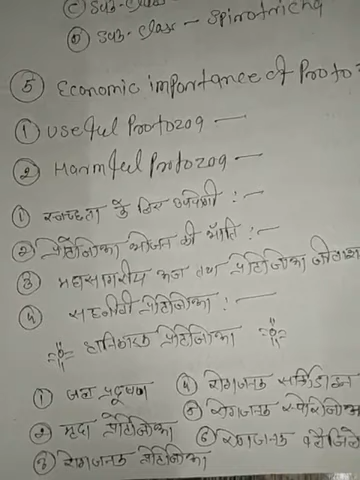 Ⓒ Sub-class
Ⓓ Sub-class - Spirotricha
⑤ Economic importance of Proto
① Useful Protozoa —
② Harmful Protozoa —
① स्वच्छता के लिए उपयोगी :-
② प्रोटोजोआ भोजन की भाँति :-
③ महासागरीय कज तथा प्रोटोजोआ जीवाश्म
④ सहजीवी प्रोटोजोआ :-
हानिकारक प्रोटोजोआ
① जल प्रदूषण ④ रोगजनक
② मृदा प्रोटोजोआ ⑤ रोगजनक स्पोरोजोआ
③ रोगजनक प्रोटोजोआ ⑥ रोगजनक